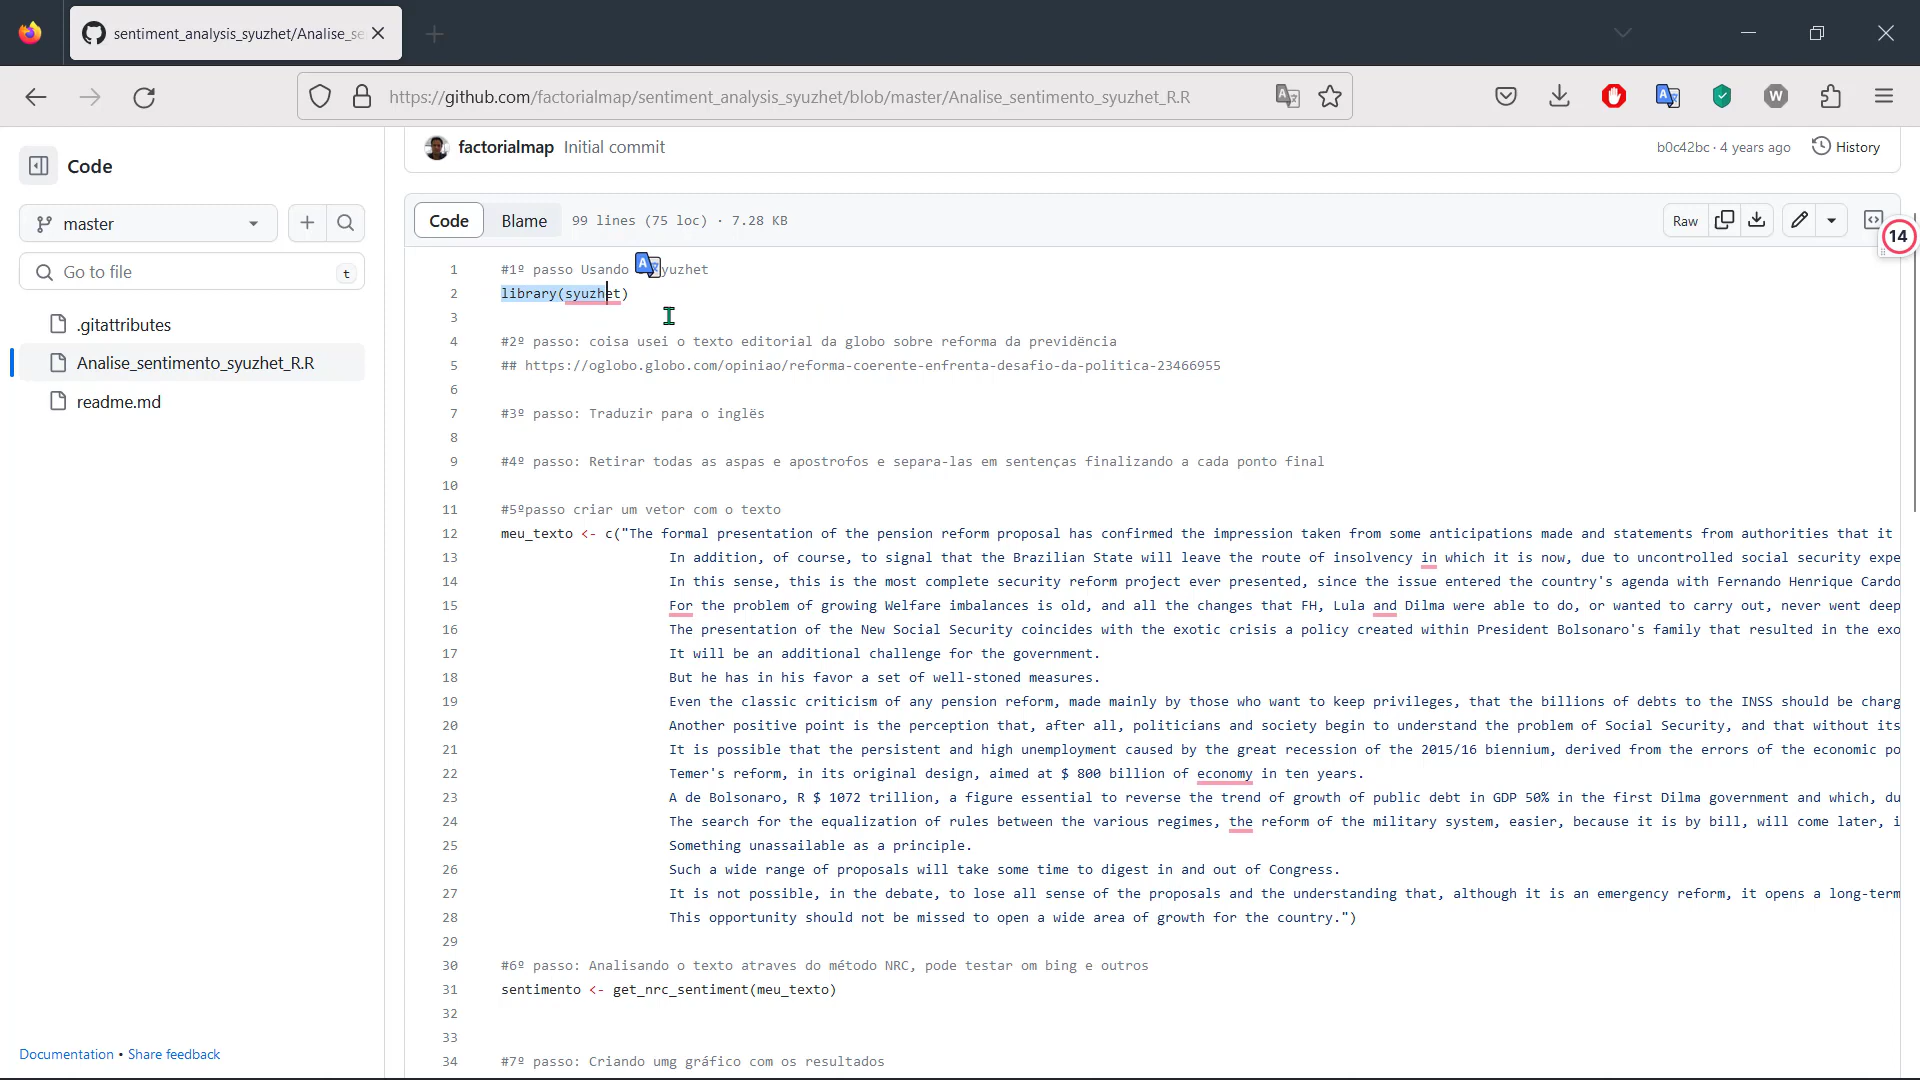 sentiment_analysis_syuzhet/Analise_se
https://github.com/factorialmap/sentiment_analysis_syuzhet/blob/master/Analise_sentimento_syuzhet_R.R
W
Code
master
Go to file
t
.gitattributes
Analise_sentimento_syuzhet_R.R
readme.md
Documentation • Share feedback
factorialmap Initial commit
b0c42bc · 4 years ago
History
Code Blame 99 lines (75 loc) · 7.28 KB
Raw
14
1 #1º passo Usando yuzhet
2 library(syuzhet)
3
4 #2º passo: coisa usei o texto editorial da globo sobre reforma da previdëncia
5 ## https://oglobo.globo.com/opiniao/reforma-coerente-enfrenta-desafio-da-politica-23466955
6
7 #3º passo: Traduzir para o inglës
8
9 #4º passo: Retirar todas as aspas e apostrofos e separa-las em sentenças finalizando a cada ponto final
10
11 #5ºpasso criar um vetor com o texto
12 meu_texto <- c("The formal presentation of the pension reform proposal has confirmed the impression taken from some anticipations made and statements from authorities that it
13 In addition, of course, to signal that the Brazilian State will leave the route of insolvency in which it is now, due to uncontrolled social security expe
14 In this sense, this is the most complete security reform project ever presented, since the issue entered the country's agenda with Fernando Henrique Cardo
15 For the problem of growing Welfare imbalances is old, and all the changes that FH, Lula and Dilma were able to do, or wanted to carry out, never went deep
16 The presentation of the New Social Security coincides with the exotic crisis a policy created within President Bolsonaro's family that resulted in the exo
17 It will be an additional challenge for the government.
18 But he has in his favor a set of well-stoned measures.
19 Even the classic criticism of any pension reform, made mainly by those who want to keep privileges, that the billions of debts to the INSS should be charg
20 Another positive point is the perception that, after all, politicians and society begin to understand the problem of Social Security, and that without its
21 It is possible that the persistent and high unemployment caused by the great recession of the 2015/16 biennium, derived from the errors of the economic po
22 Temer's reform, in its original design, aimed at $ 800 billion of economy in ten years.
23 A de Bolsonaro, R $ 1072 trillion, a figure essential to reverse the trend of growth of public debt in GDP 50% in the first Dilma government and which, du
24 The search for the equalization of rules between the various regimes, the reform of the military system, easier, because it is by bill, will come later, i
25 Something unassailable as a principle.
26 Such a wide range of proposals will take some time to digest in and out of Congress.
27 It is not possible, in the debate, to lose all sense of the proposals and the understanding that, although it is an emergency reform, it opens a long-term
28 This opportunity should not be missed to open a wide area of growth for the country.")
29
30 #6º passo: Analisando o texto atraves do método NRC, pode testar om bing e outros
31 sentimento <- get_nrc_sentiment(meu_texto)
32
33
34 #7º passo: Criando umg gráfico com os resultados